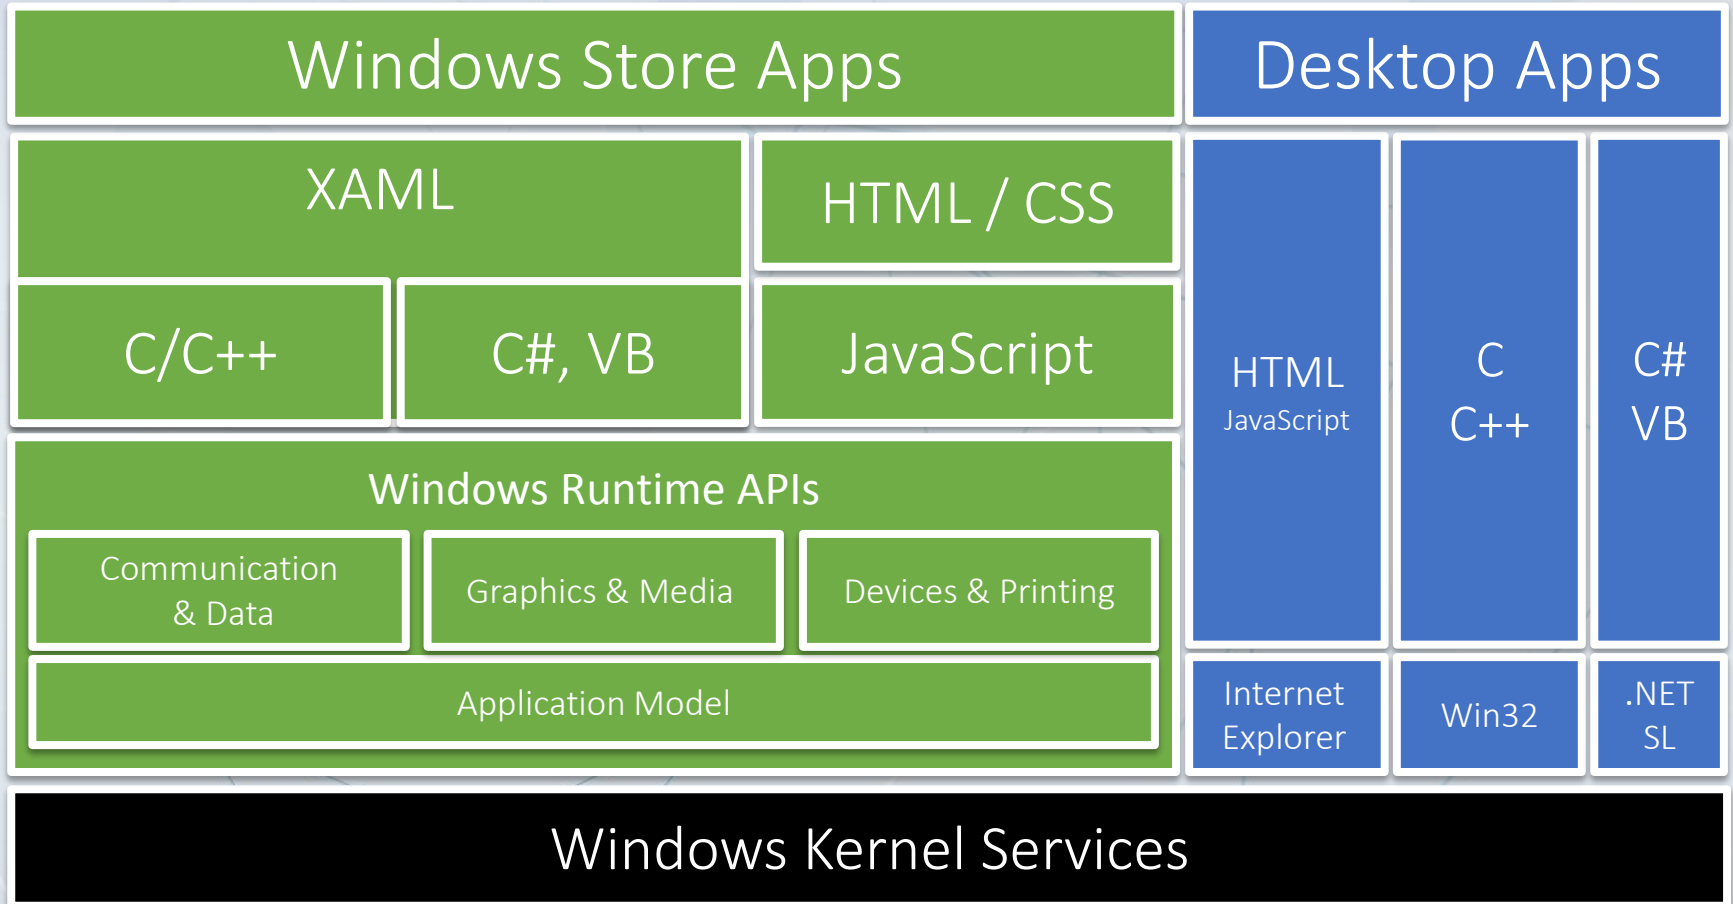 Windows Store Apps
Desktop Apps
XAML
HTML / CSS
C/C++
C#, VB
JavaScript
HTML
JavaScript
C
C++
C#
VB
Windows Runtime APIs
Communication
& Data
Graphics & Media
Devices & Printing
Application Model
Internet
Explorer
Win32
.NET
SL
Windows Kernel Services